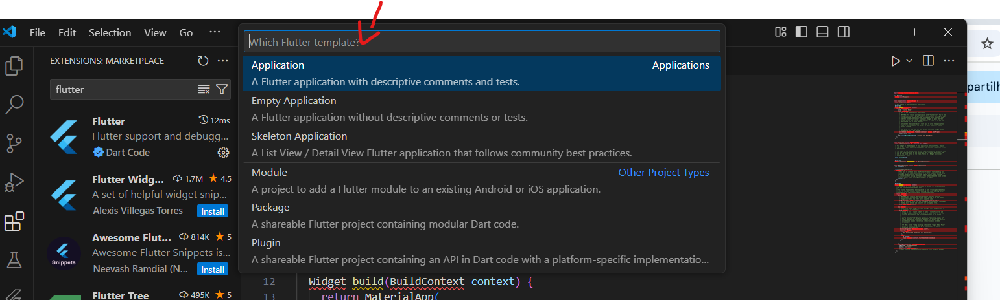 File Edit Selection View Go ...
Which Flutter template?
EXTENSIONS: MARKETPLACE
flutter
Flutter 12ms
Flutter support and debugg...
Dart Code
Flutter Widg... 1.7M 4.5
A set of helpful widget snip...
Alexis Villegas Torres Install
Awesome Flut... 814K 5
Awesome Flutter Snippets is...
Neevash Ramdial (N... Install
Snippets
Flutter Tree 495K 5
Application Applications
A Flutter application with descriptive comments and tests.
Empty Application
A Flutter application without descriptive comments or tests.
Skeleton Application
A List View / Detail View Flutter application that follows community best practices.
Module Other Project Types
A project to add a Flutter module to an existing Android or iOS application.
Package
A shareable Flutter project containing modular Dart code.
Plugin
A shareable Flutter project containing an API in Dart code with a platform-specific implementatio...
12 Widget build(BuildContext context) {
13 return MaterialApp(
partilh